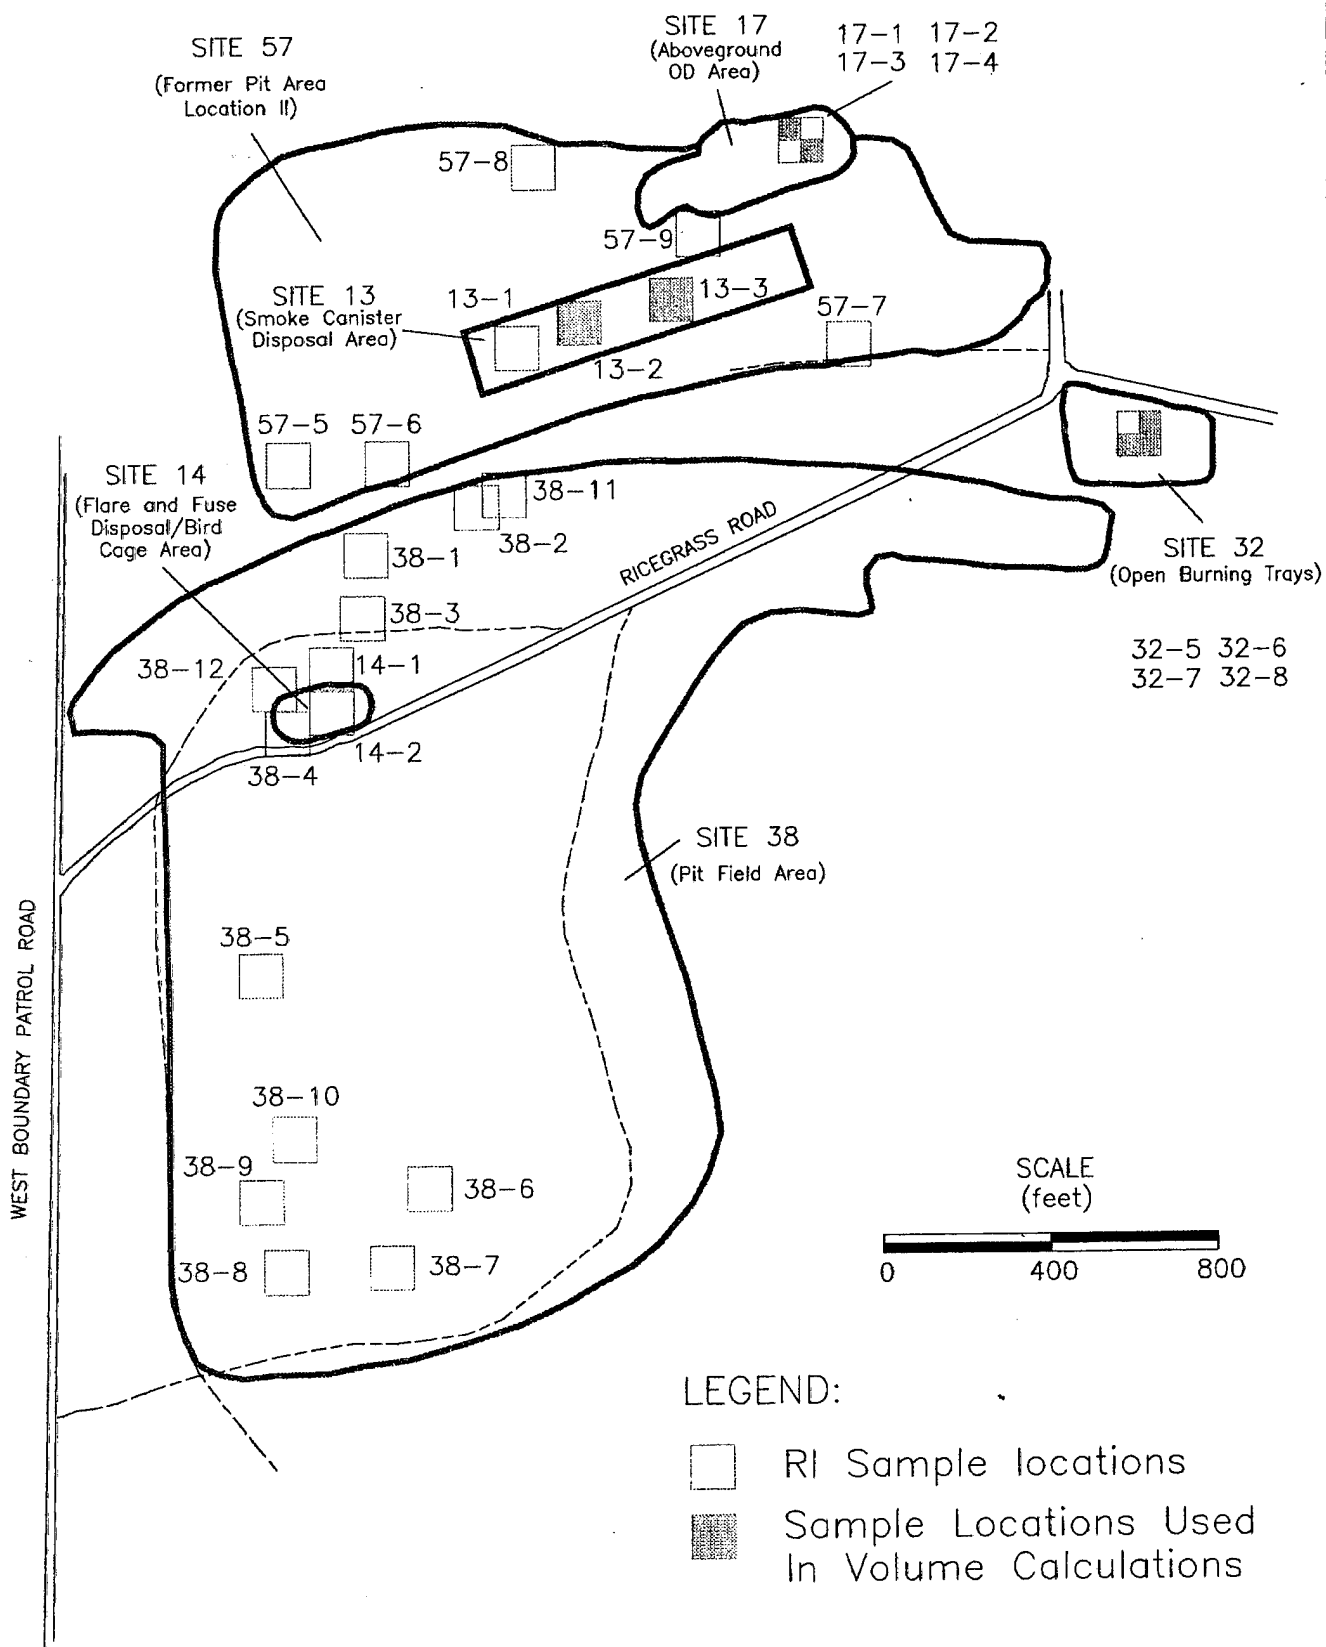 SITE 17
(Aboveground
OD Area)
17-1 17-2
17-3 17-4
SITE 57
(Former Pit Area
Location II)
57-8
57-9
SITE 13
(Smoke Canister
Disposal Area)
13-1
13-3
57-7
13-2
57-5 57-6
SITE 14
(Flare and Fuse
Disposal/Bird
Cage Area)
38-11
38-2
38-1
RICEGRASS ROAD
SITE 32
(Open Burning Trays)
38-3
32-5 32-6
32-7 32-8
38-12
14-1
14-2
38-4
SITE 38
(Pit Field Area)
WEST BOUNDARY PATROL ROAD
38-5
38-10
38-9
38-6
38-8
38-7
SCALE
(feet)
0 400 800
LEGEND:
RI Sample locations
Sample Locations Used
In Volume Calculations